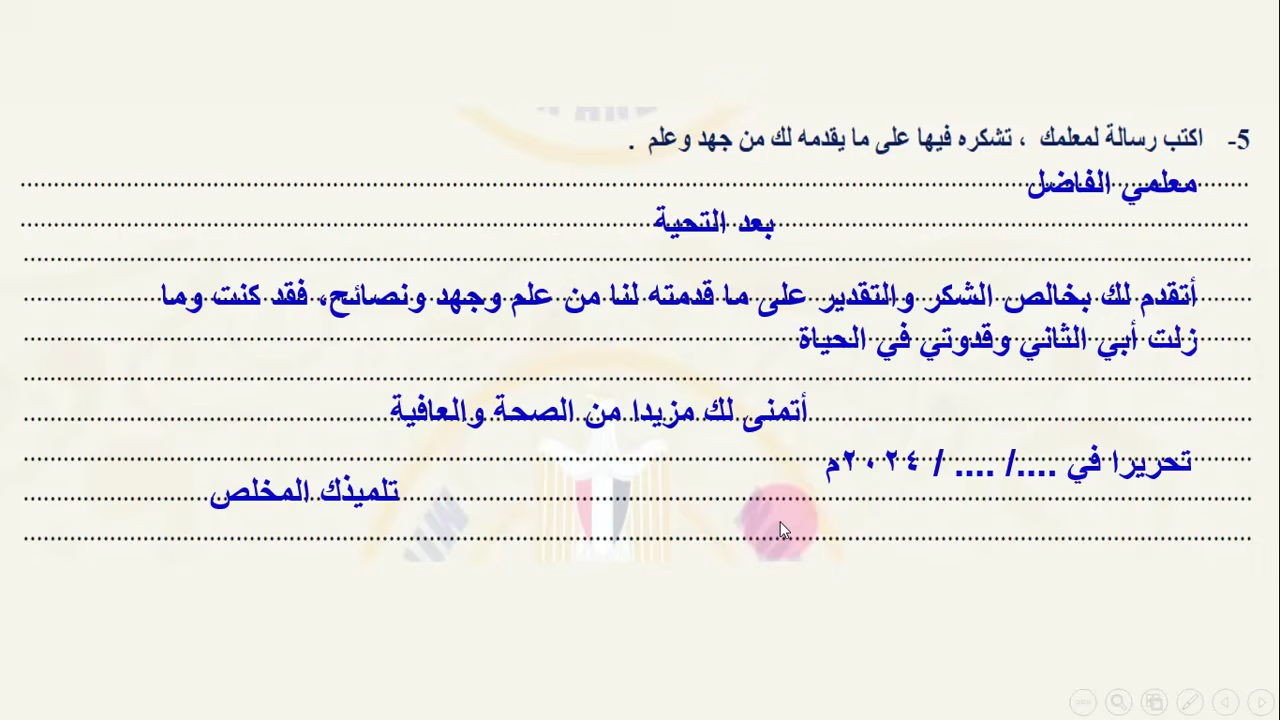 5- اكتب رسالة لمعلمك ، تشكره فيها على ما يقدمه لك من جهد وعلم .
معلمي الفاضل
بعد التحية
أتقدم لك بخالص الشكر والتقدير على ما قدمته لنا من علم وجهد ونصائح، فقد كنت وما
زلت أبي الثاني وقدوتي في الحياة
أتمنى لك مزيدا من الصحة والعافية
تحريرا في ..../ .... / ٢٠٢٤م
تلميذك المخلص